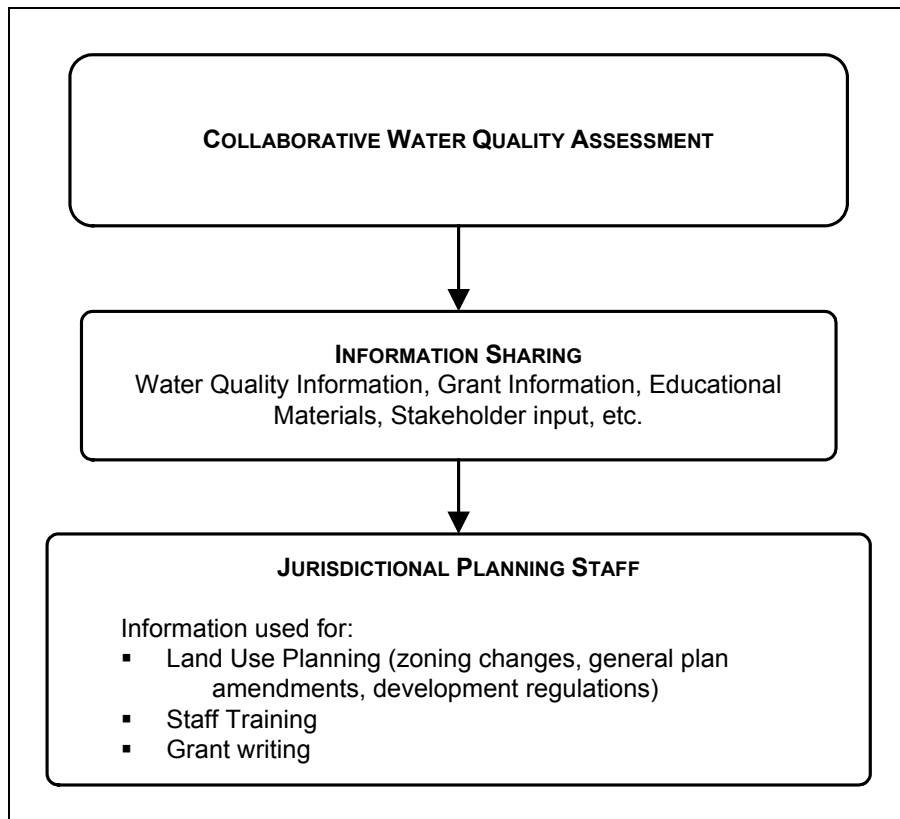 COLLABORATIVE WATER QUALITY ASSESSMENT
INFORMATION SHARING
Water Quality Information, Grant Information, Educational
Materials, Stakeholder input, etc.
JURISDICTIONAL PLANNING STAFF
Information used for:
▪ Land Use Planning (zoning changes, general plan
amendments, development regulations)
▪ Staff Training
▪ Grant writing